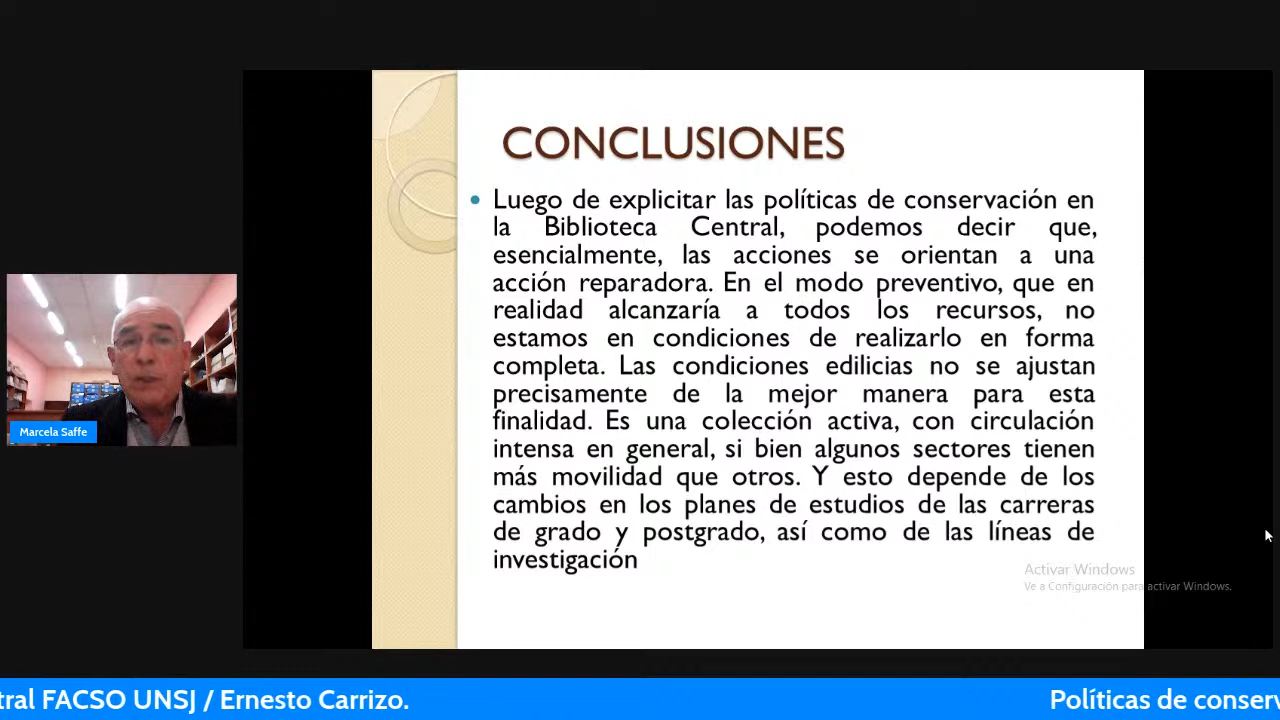 CONCLUSIONES
Luego de explicitar las políticas de conservación en
la Biblioteca Central, podemos decir que,
esencialmente, las acciones se orientan a una
acción reparadora. En el modo preventivo, que en
realidad alcanzaría a todos los recursos, no
estamos en condiciones de realizarlo en forma
completa. Las condiciones edilicias no se ajustan
precisamente de la mejor manera para esta
finalidad. Es una colección activa, con circulación
intensa en general, si bien algunos sectores tienen
más movilidad que otros. Y esto depende de los
cambios en los planes de estudios de las carreras
de grado y postgrado, así como de las líneas de
investigación
Marcela Saffe
Activar Windows
Ve a Configuración para activar Windows.
tral FACSO UNSJ / Ernesto Carrizo.
Políticas de conserv